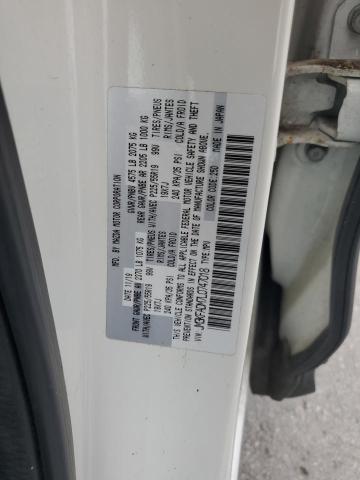 MFD. BY MAZDA MOTOR CORPORATION
DATE: 11/19 GVWR/PNBV 4575 LB 2075 KG
FRONT GAWR/PNBE AV 2370 LB 1075 KG REAR GAWR/PNBE AR 2205 LB 1000 KG
WITH/AVEC P225/55R19 99V TIRES/PNEUS WITH/AVEC P225/55R19 99V TIRES/PNEUS
19X7J RIMS/JANTES 19X7J RIMS/JANTES
240 KPA/35 PSI COLD/A FROID 240 KPA/35 PSI COLD/A FROID
THIS VEHICLE CONFORMS TO ALL APPLICABLE FEDERAL MOTOR VEHICLE SAFETY AND THEFT
PREVENTION STANDARDS IN EFFECT ON THE DATE OF MANUFACTURE SHOWN ABOVE.
MADE IN JAPAN
TYPE: MPV COLOR CODE: 25D